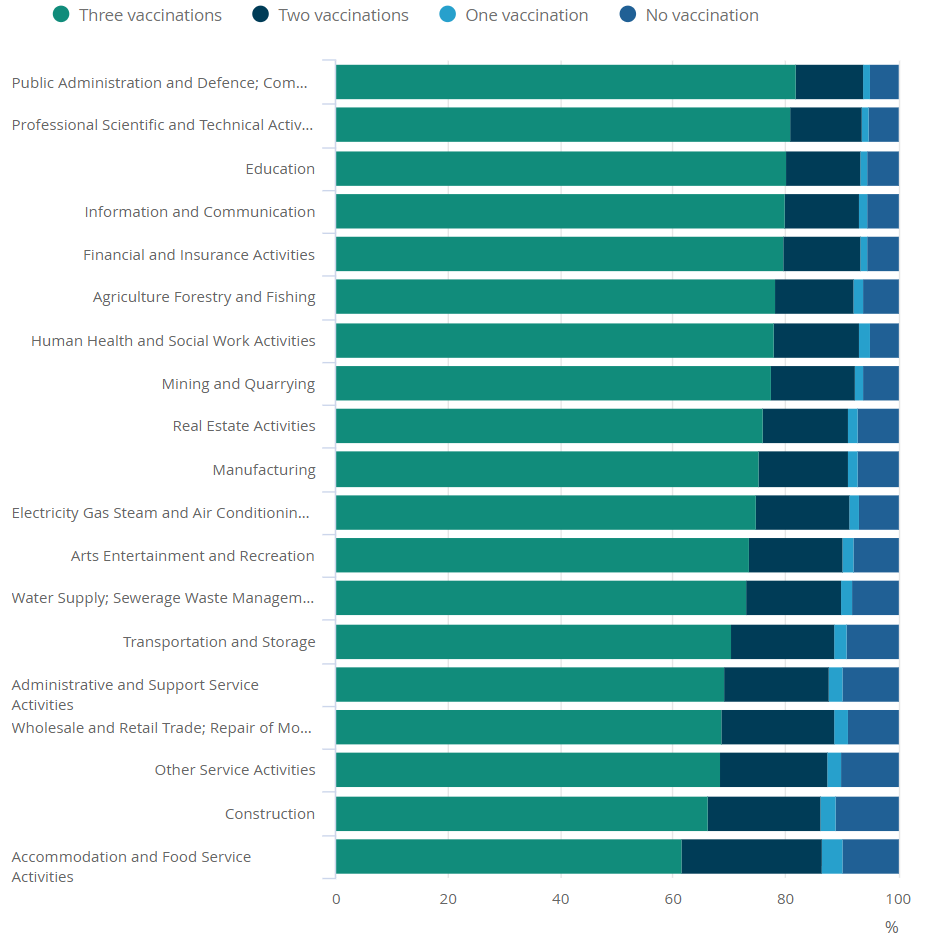 Three vaccinations Two vaccinations One vaccination No vaccination
Public Administration and Defence; Com...
Professional Scientific and Technical Activ...
Education
Information and Communication
Financial and Insurance Activities
Agriculture Forestry and Fishing
Human Health and Social Work Activities
Mining and Quarrying
Real Estate Activities
Manufacturing
Electricity Gas Steam and Air Conditionin...
Arts Entertainment and Recreation
Water Supply; Sewerage Waste Managem...
Transportation and Storage
Administrative and Support Service
Activities
Wholesale and Retail Trade; Repair of Mo...
Other Service Activities
Construction
Accommodation and Food Service
Activities
0 20 40 60 80 100
%